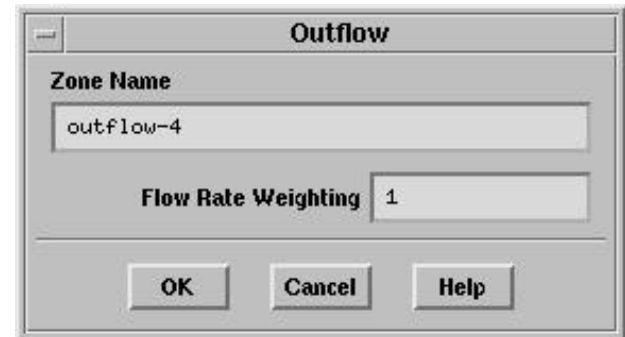 Outflow
Zone Name
outflow-4
Flow Rate Weighting 1
OK Cancel Help